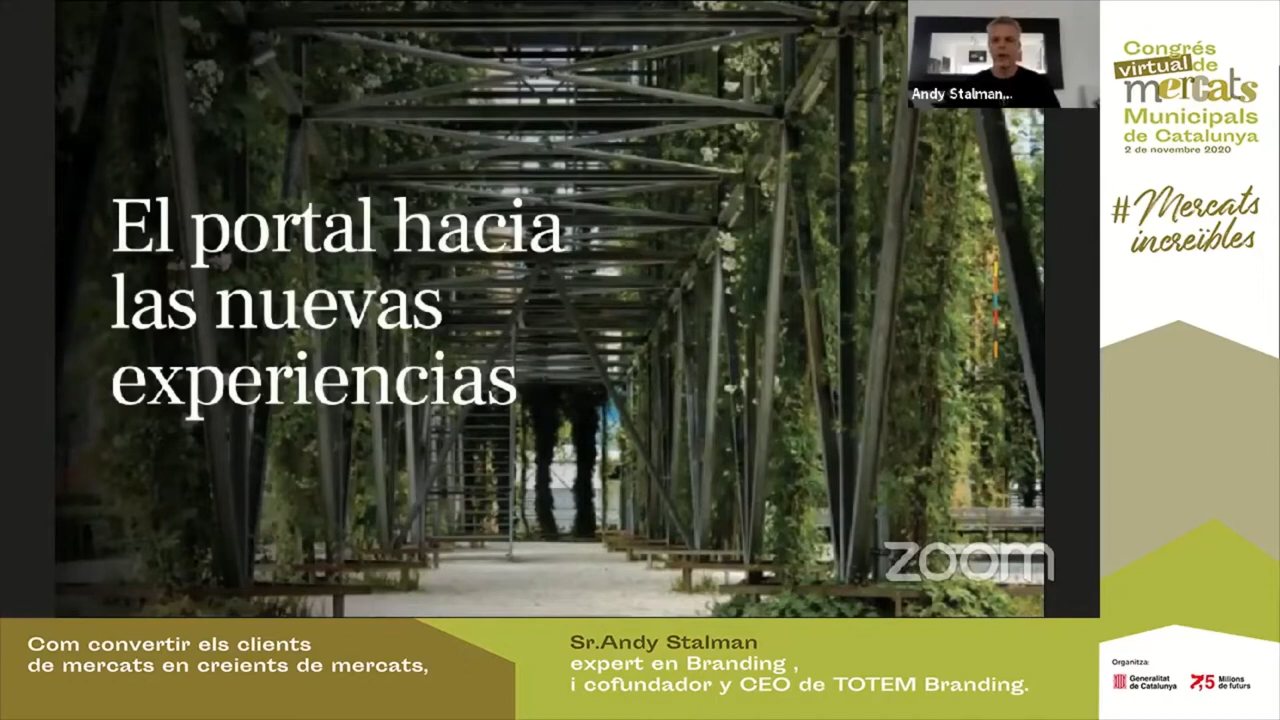 El portal hacia
las nuevas
experiencias
Andy Stalman...
Congrés
virtual de
mercats
Municipals
de Catalunya
2 de novembre 2020
#Mercats
increïbles
zoom
Com convertir els clients
de mercats en creients de mercats,
Sr.Andy Stalman
expert en Branding ,
i cofundador y CEO de TOTEM Branding.
Organitza:
Generalitat
de Catalunya
7,5 Milions
de futurs